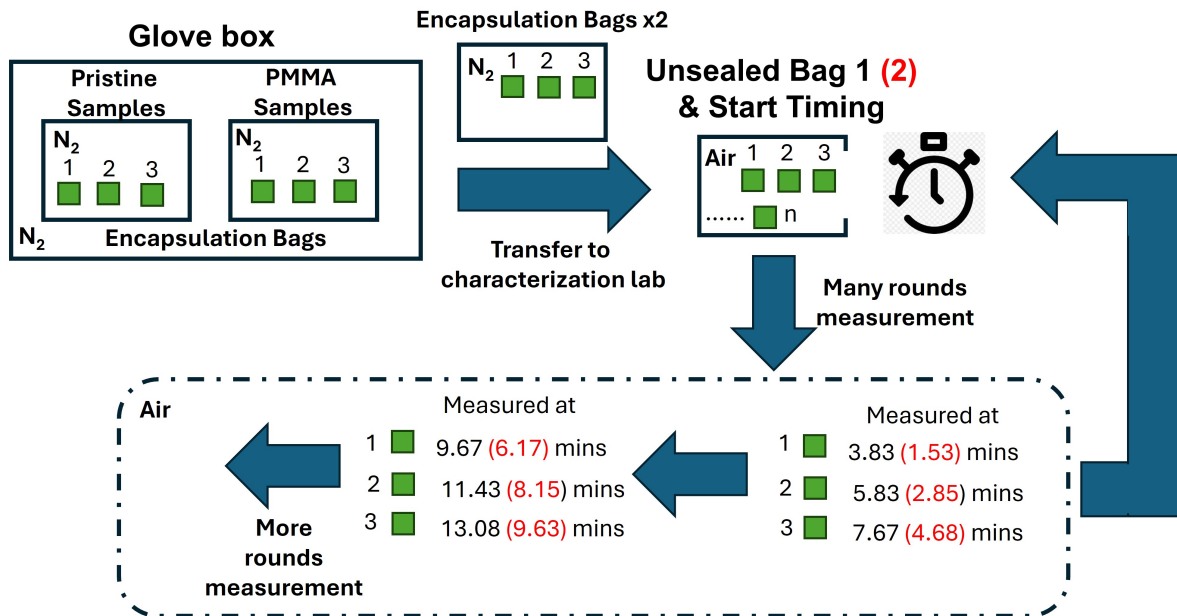 Glove box
Pristine
Samples
N2
1 2 3
PMMA
Samples
N2
1 2 3
N2
Encapsulation Bags
Encapsulation Bags x2
N2
1 2 3
Transfer to
characterization lab
Unsealed Bag 1 (2)
& Start Timing
Air
1 2 3
...... n
Many rounds
measurement
Air
Measured at
1 3.83 (1.53) mins
2 5.83 (2.85) mins
3 7.67 (4.68) mins
Measured at
1 9.67 (6.17) mins
2 11.43 (8.15) mins
3 13.08 (9.63) mins
More
rounds
measurement